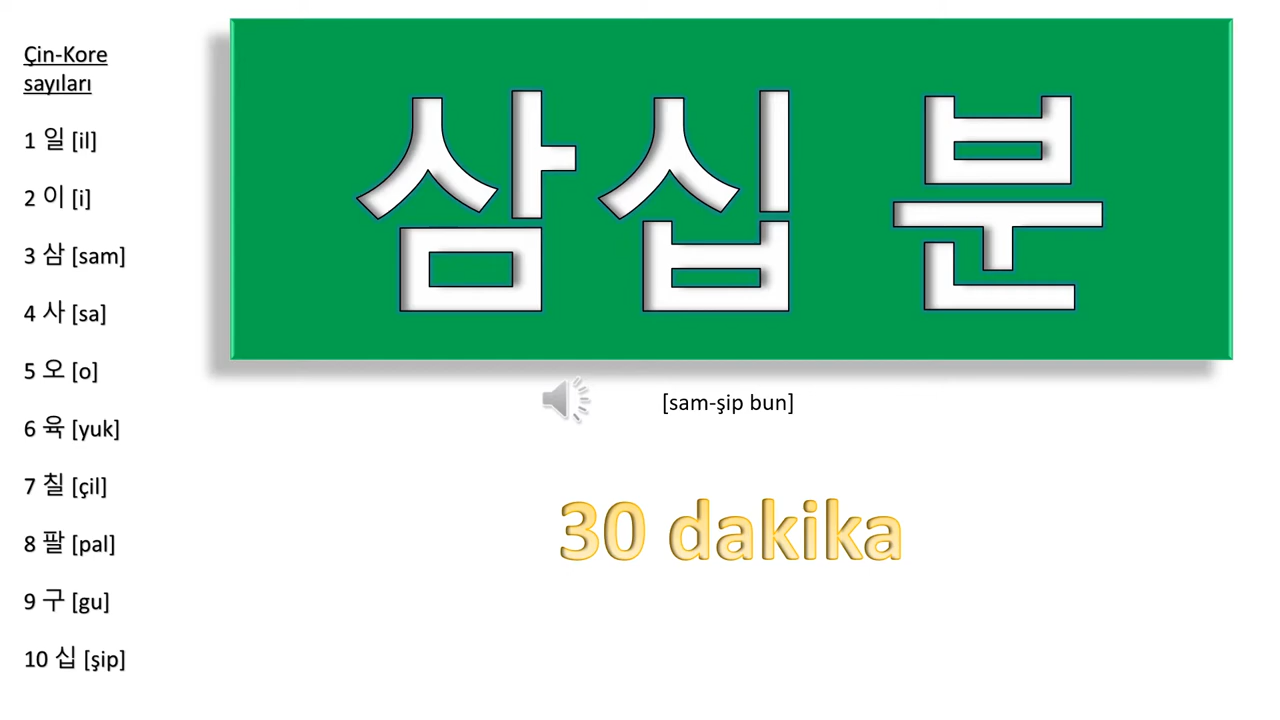 Çin-Kore
sayıları
1 일 [il]
2 이 [i]
3 삼 [sam]
4 사 [sa]
5 오 [o]
6 육 [yuk]
7 칠 [çil]
8 팔 [pal]
9 구 [gu]
10 십 [şip]
삼십 분
[sam-şip bun]
30 dakika